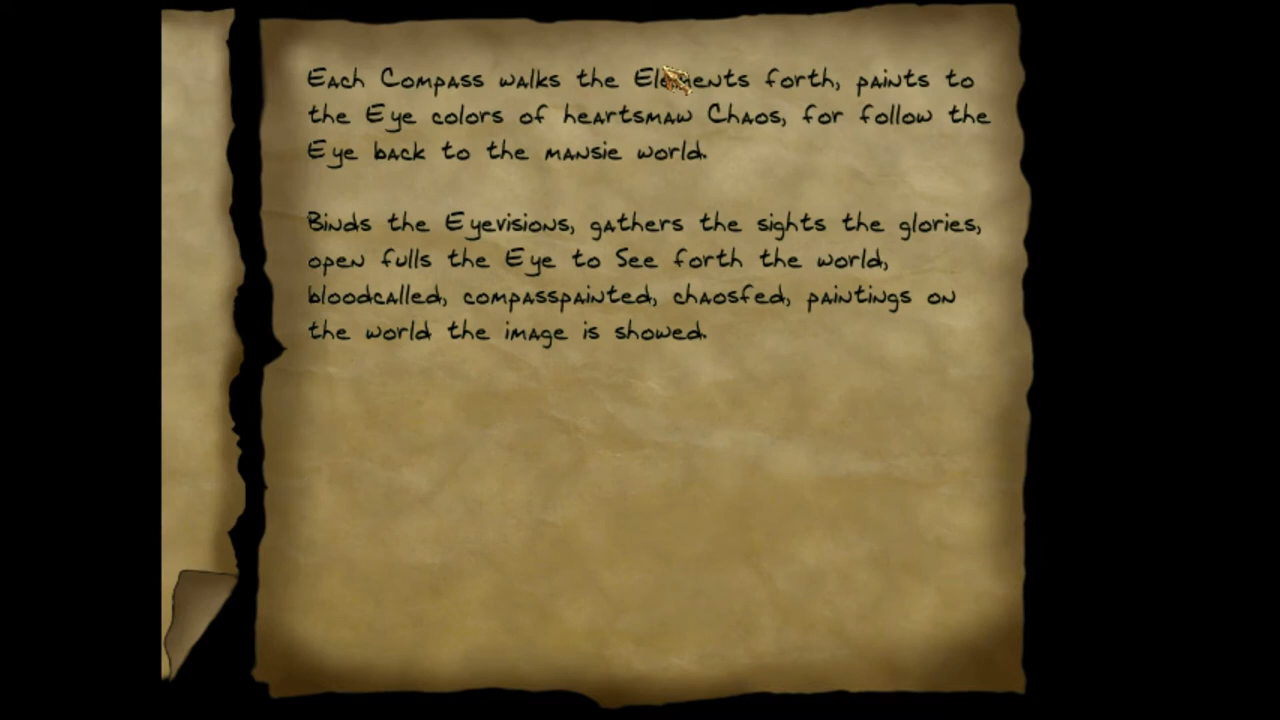 Each Compass walks the Elements forth, paints to
the Eye colors of heartsmaw Chaos, for follow the
Eye back to the mansie world.
Binds the Eyevisions, gathers the sights the glories,
open fulls the Eye to See forth the world,
bloodcalled, compasspainted, chaosfed, paintings on
the world the image is showed.